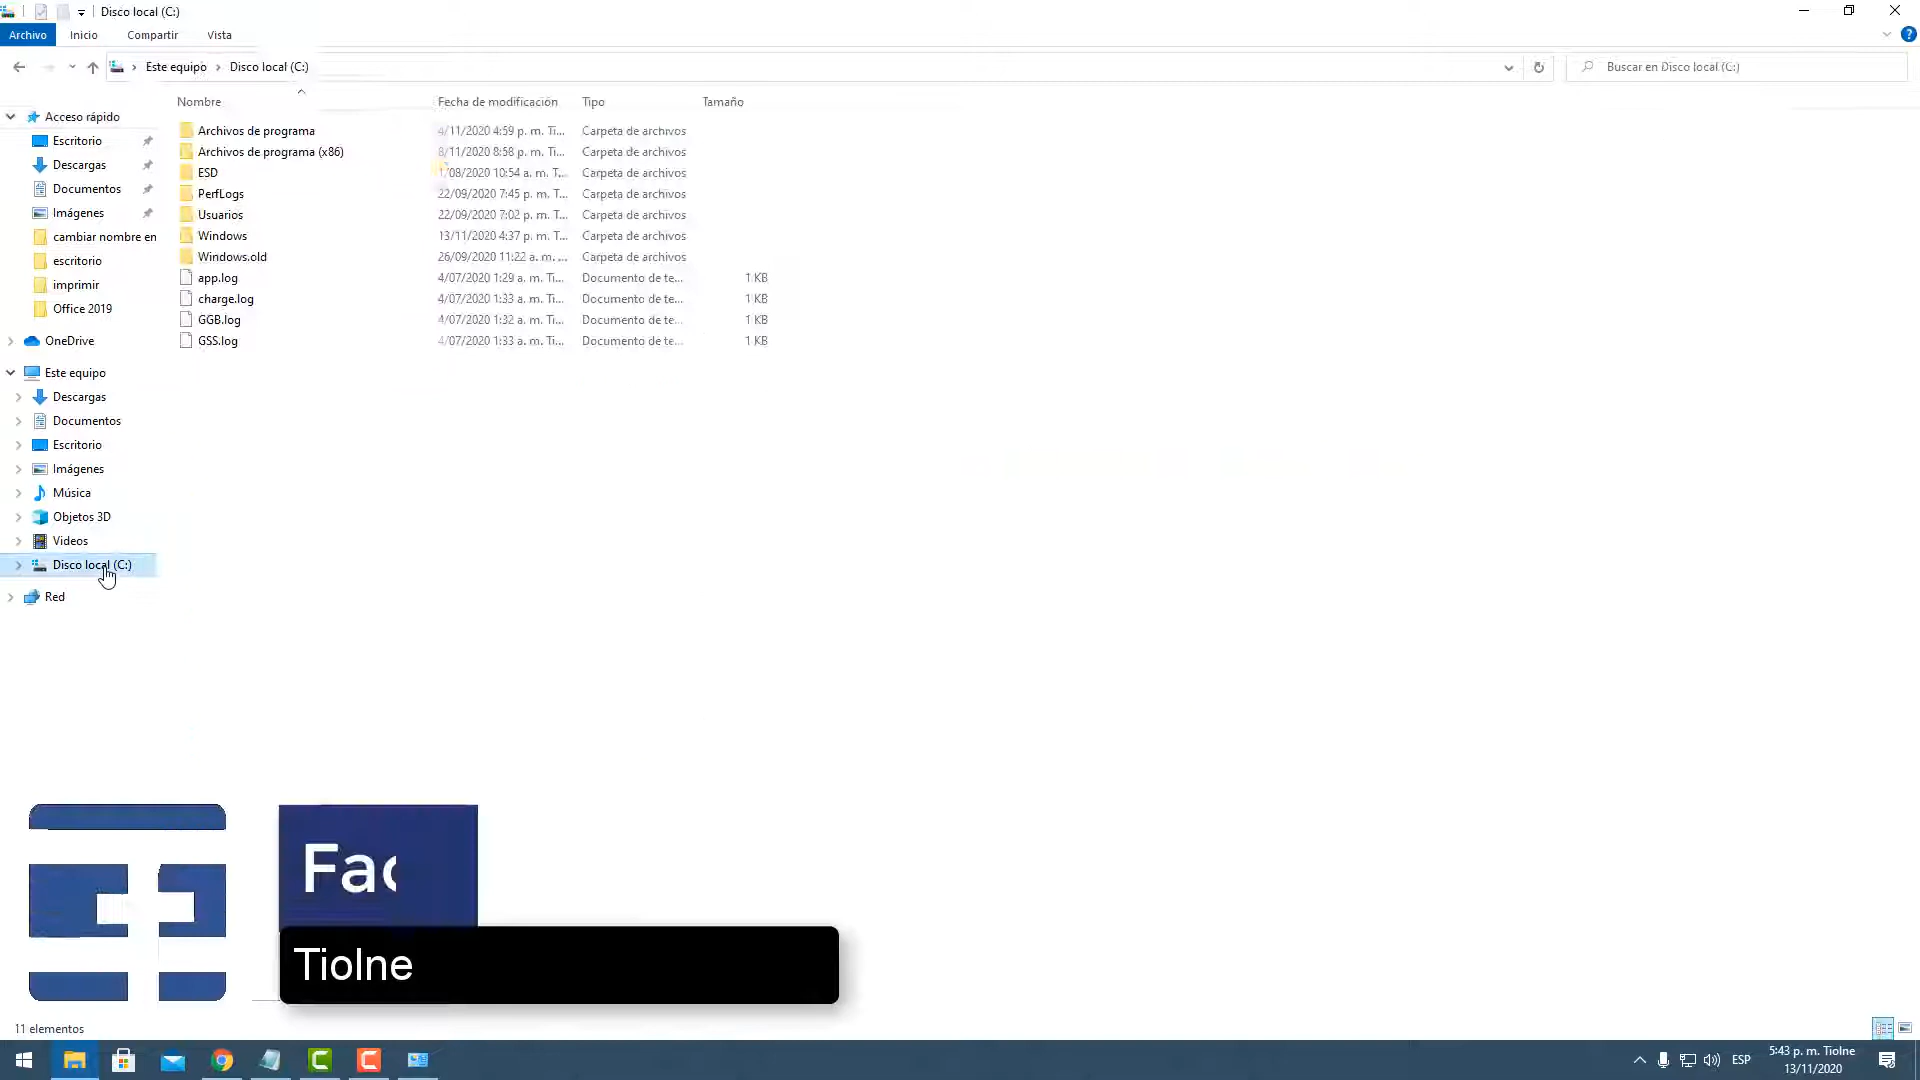 Disco local (C:)
Archivo Inicio Compartir Vista
Este equipo Disco local (C:)
Buscar en Disco local (C:)
Nombre Fecha de modificación Tipo Tamaño
Acceso rápido
Escritorio
Descargas
Documentos
Imágenes
cambiar nombre en
escritorio
imprimir
Office 2019
OneDrive
Este equipo
Descargas
Documentos
Escritorio
Imágenes
Música
Objetos 3D
Videos
Disco local (C:)
Red
Archivos de programa 4/11/2020 4:59 p. m. Ti... Carpeta de archivos
Archivos de programa (x86) 8/11/2020 8:58 p. m. Ti... Carpeta de archivos
ESD 1/08/2020 10:54 a. m. T... Carpeta de archivos
PerfLogs 22/09/2020 7:45 p. m. T... Carpeta de archivos
Usuarios 22/09/2020 7:02 p. m. T... Carpeta de archivos
Windows 13/11/2020 4:37 p. m. T... Carpeta de archivos
Windows.old 26/09/2020 11:22 a. m. ... Carpeta de archivos
app.log 4/07/2020 1:29 a. m. Ti... Documento de te... 1 KB
charge.log 4/07/2020 1:33 a. m. Ti... Documento de te... 1 KB
GGB.log 4/07/2020 1:32 a. m. Ti... Documento de te... 1 KB
GSS.log 4/07/2020 1:33 a. m. Ti... Documento de te... 1 KB
Fac
Tiolne
11 elementos
ESP
5:43 p. m. Tiolne
13/11/2020